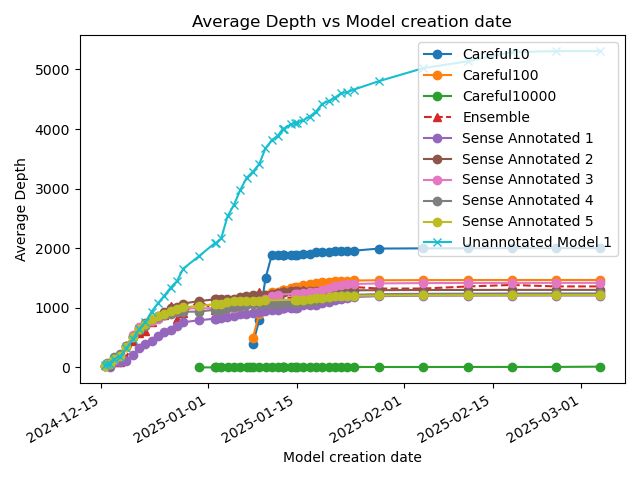 Average Depth vs Model creation date
Careful10
Careful100
Careful10000
Ensemble
Sense Annotated 1
Sense Annotated 2
Sense Annotated 3
Sense Annotated 4
Sense Annotated 5
Unannotated Model 1
Average Depth
5000
4000
3000
2000
1000
0
2024-12-15
2025-01-01
2025-01-15
2025-02-01
2025-02-15
2025-03-01
Model creation date